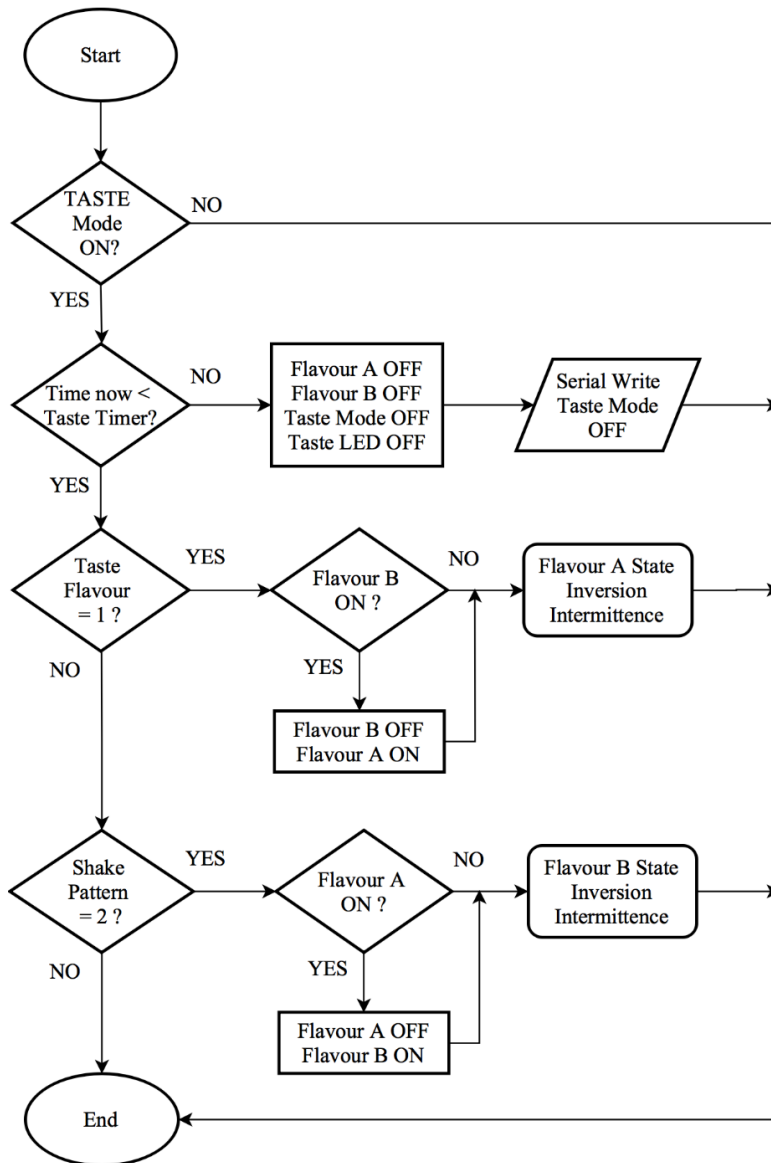 Start
TASTE
Mode
ON?
NO
YES
Time now <
Taste Timer?
NO
Flavour A OFF
Flavour B OFF
Taste Mode OFF
Taste LED OFF
Serial Write
Taste Mode
OFF
YES
Taste
Flavour
= 1 ?
YES
Flavour B
ON ?
NO
Flavour A State
Inversion
Intermittence
YES
Flavour B OFF
Flavour A ON
NO
Shake
Pattern
= 2 ?
YES
Flavour A
ON ?
NO
Flavour B State
Inversion
Intermittence
YES
Flavour A OFF
Flavour B ON
NO
End